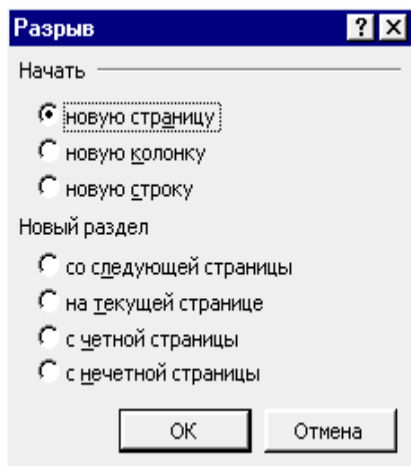 Разрыв
Начать
новую страницу
новую колонку
новую строку
Новый раздел
со следующей страницы
на текущей странице
с четной страницы
с нечетной страницы
ОК Отмена